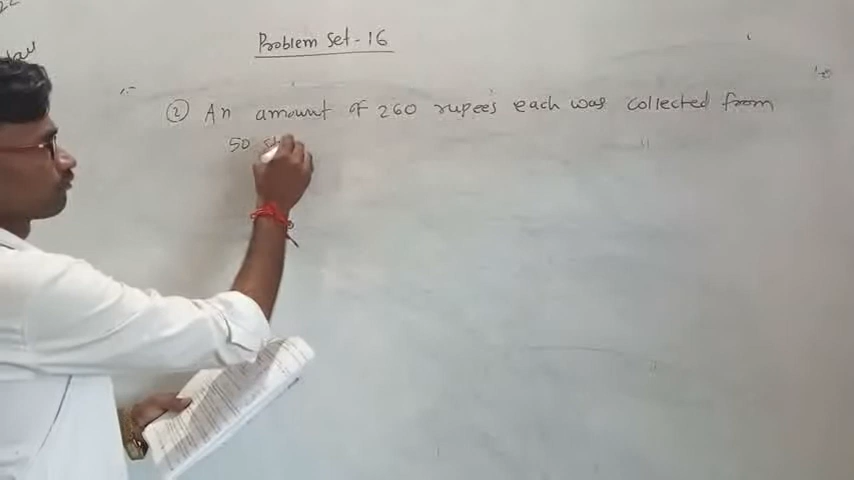 Problem Set - 16
② An amount of 260 rupees each was collected from
50 st